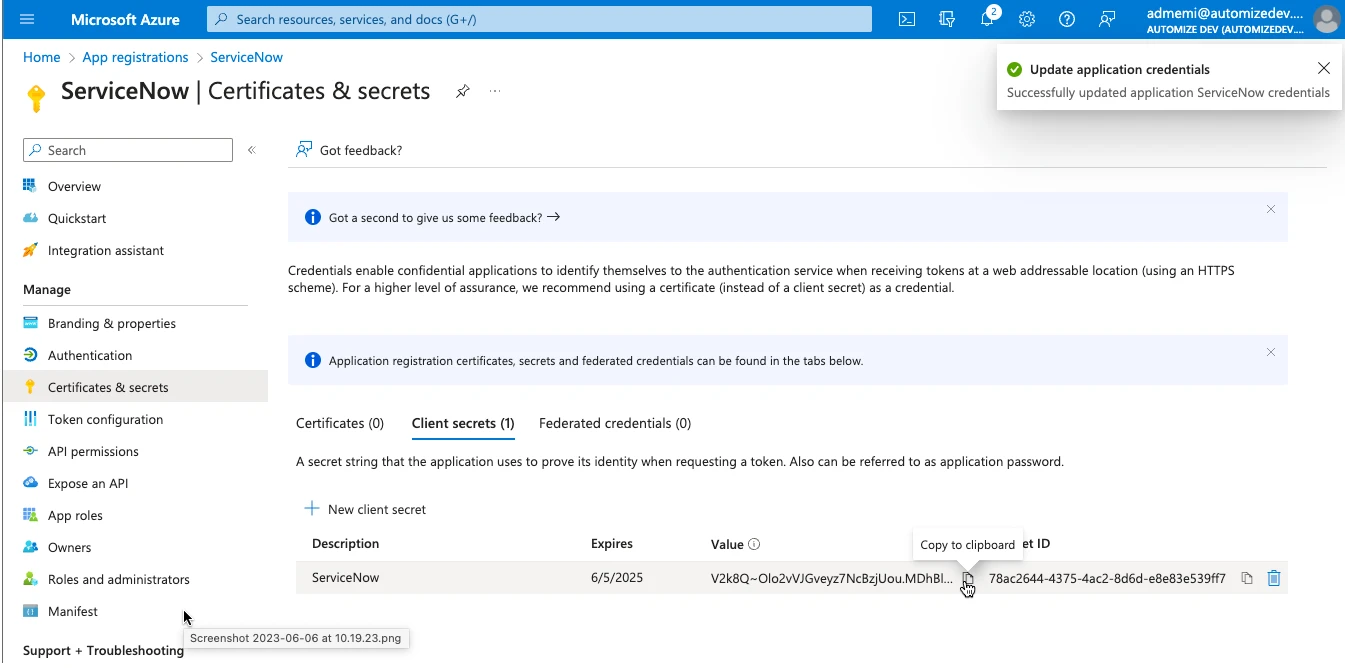 Microsoft Azure
Search resources, services, and docs (G+/)
2
admemi@automizedev....
AUTOMIZE DEV (AUTOMIZEDEV....
Home > App registrations > ServiceNow
Update application credentials
Successfully updated application ServiceNow credentials
ServiceNow | Certificates & secrets
Search
Got feedback?
Overview
Quickstart
Integration assistant
Manage
Branding & properties
Authentication
Certificates & secrets
Token configuration
API permissions
Expose an API
App roles
Owners
Roles and administrators
Manifest
Support + Troubleshooting
Screenshot 2023-06-06 at 10.19.23.png
Got a second to give us some feedback?
Credentials enable confidential applications to identify themselves to the authentication service when receiving tokens at a web addressable location (using an HTTPS
scheme). For a higher level of assurance, we recommend using a certificate (instead of a client secret) as a credential.
Application registration certificates, secrets and federated credentials can be found in the tabs below.
Certificates (0) Client secrets (1) Federated credentials (0)
A secret string that the application uses to prove its identity when requesting a token. Also can be referred to as application password.
New client secret
Description Expires Value Copy to clipboard et ID
ServiceNow 6/5/2025 V2k8Q~Olo2vVJGveyz7NcBzjUou.MDhBl... 78ac2644-4375-4ac2-8d6d-e8e83e539ff7